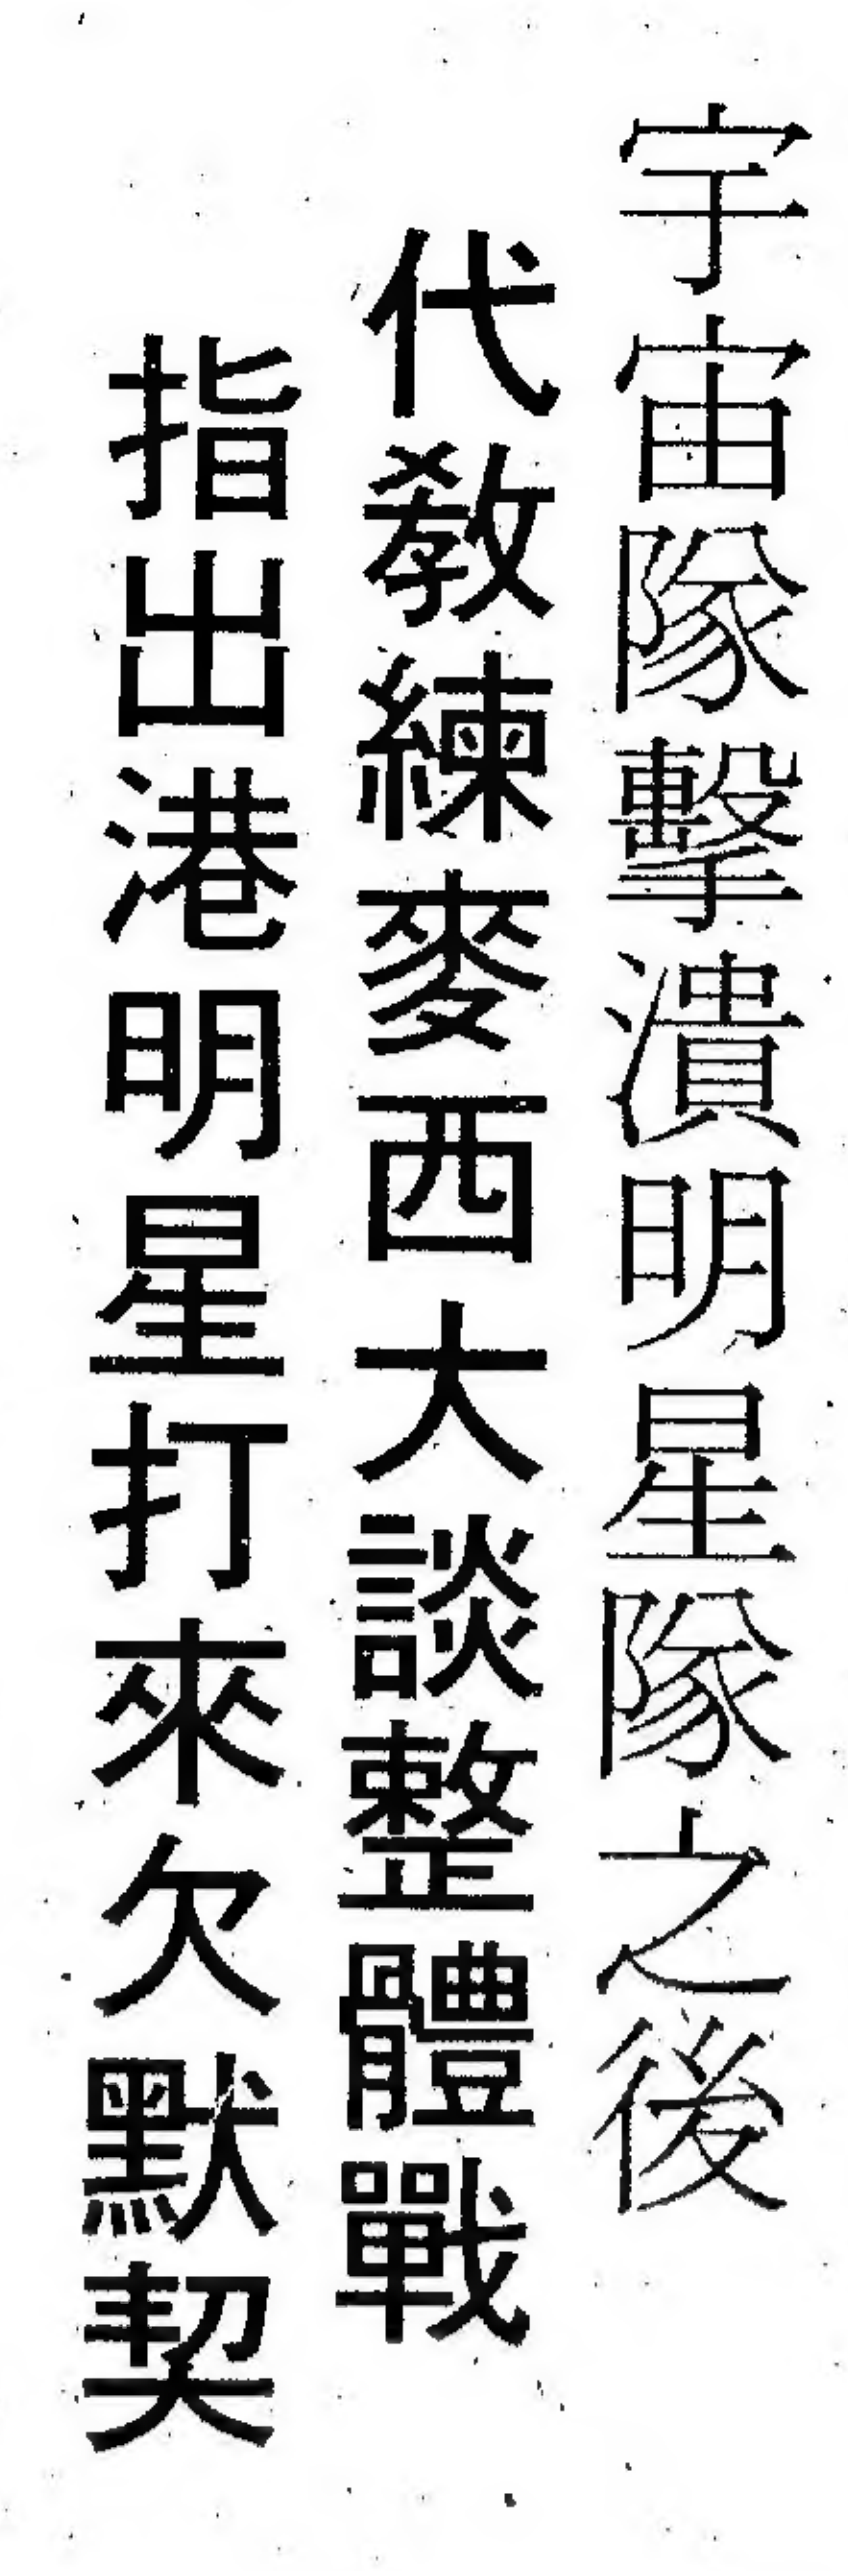 宇宙隊擊潰明星隊之後
代敎練麥西大談整體戰
指出港明星打來欠默契